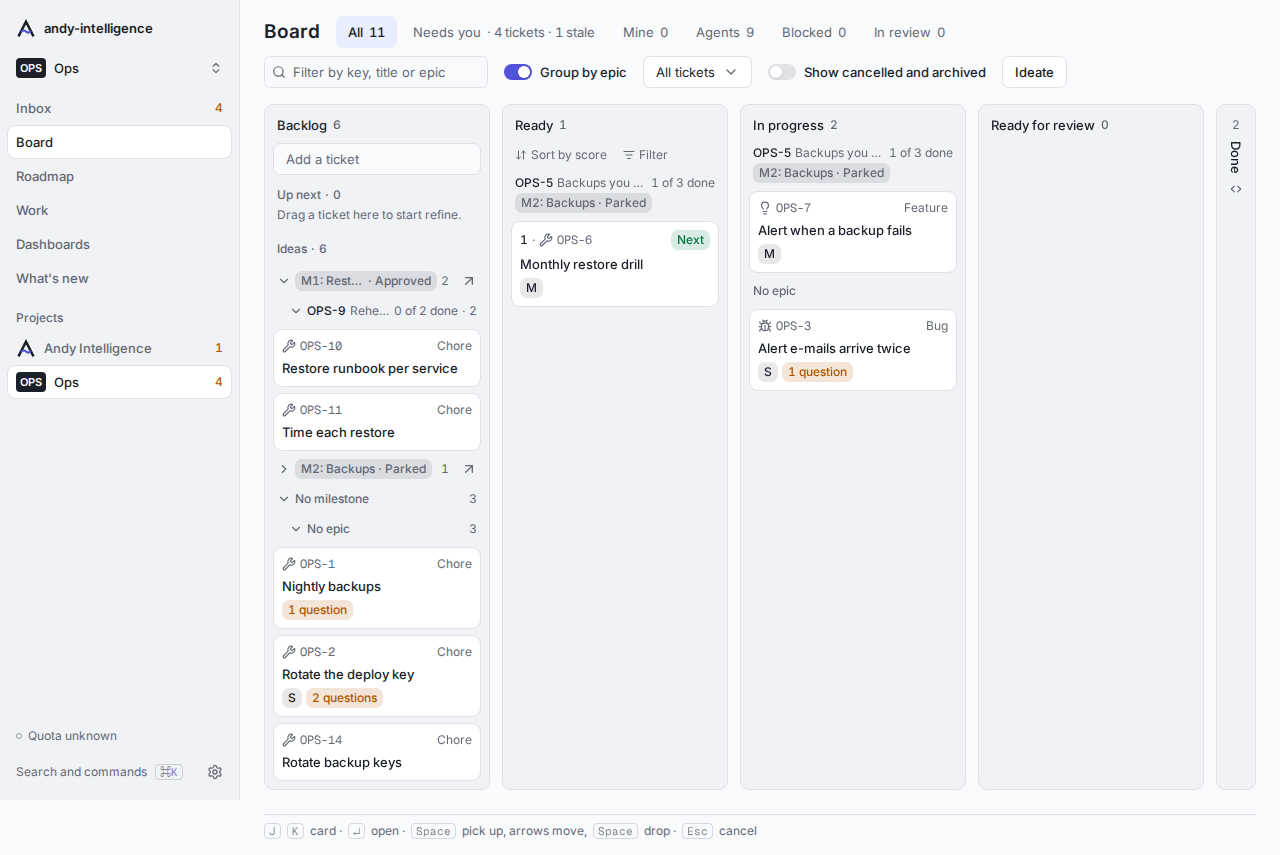 andy-intelligence
OPS Ops
Inbox 4
Board
Roadmap
Work
Dashboards
What's new
Projects
Andy Intelligence 1
OPS Ops 4
Quota unknown
Search and commands ⌘K
Board All 11 Needs you · 4 tickets · 1 stale Mine 0 Agents 9 Blocked 0 In review 0
Filter by key, title or epic Group by epic All tickets Show cancelled and archived Ideate
Backlog 6
Add a ticket
Up next · 0
Drag a ticket here to start refine.
Ideas · 6
M1: Rest... · Approved 2
OPS-9 Rehe... 0 of 2 done · 2
OPS-10 Chore
Restore runbook per service
OPS-11 Chore
Time each restore
M2: Backups · Parked 1
No milestone 3
No epic 3
OPS-1 Chore
Nightly backups
1 question
OPS-2 Chore
Rotate the deploy key
S 2 questions
OPS-14 Chore
Rotate backup keys
Ready 1
Sort by score Filter
OPS-5 Backups you ... 1 of 3 done
M2: Backups · Parked
1 · OPS-6 Next
Monthly restore drill
M
In progress 2
OPS-5 Backups you ... 1 of 3 done
M2: Backups · Parked
OPS-7 Feature
Alert when a backup fails
M
No epic
OPS-3 Bug
Alert e-mails arrive twice
S 1 question
Ready for review 0
2
Done
J K card · ↵ open · Space pick up, arrows move, Space drop · Esc cancel